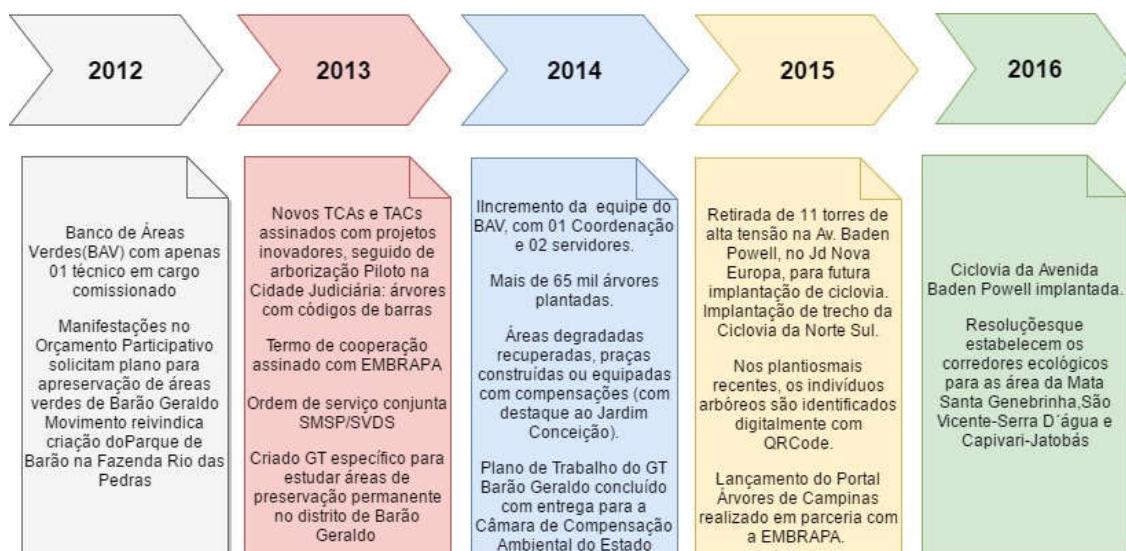 2012
2013
2014
2015
2016
Banco de Áreas
Verdes(BAV) com apenas
01 técnico em cargo
comissionado
Manifestações no
Orçamento Participativo
solicitam plano para
apreservação de áreas
verdes de Barão Geraldo
Movimento reivindica
criação doParque de
Barão na Fazenda Rio das
Pedras
Novos TCAs e TACs
assinados com projetos
inovadores, seguido de
arborização Piloto na
Cidade Judiciária: árvores
com códigos de barras
Termo de cooperação
assinado com EMBRAPA
Ordem de serviço conjunta
SMSP/SVDS
Criado GT específico para
estudar áreas de
preservação permanente
no distrito de Barão
Geraldo
IIncremento da equipe do
BAV, com 01 Coordenação
e 02 servidores.
Mais de 65 mil árvores
plantadas.
Áreas degradadas
recuperadas, praças
construídas ou equipadas
com compensações (com
destaque ao Jardim
Conceição).
Plano de Trabalho do GT
Barão Geraldo concluído
com entrega para a
Câmara de Compensação
Ambiental do Estado
Retirada de 11 torres de
alta tensão na Av. Baden
Powell, no Jd Nova
Europa, para futura
implantação de ciclovia.
Implantação de trecho da
Ciclovia da Norte Sul.
Nos plantiosmais
recentes, os indivíduos
arbóreos são identificados
digitalmente com
QRCode.
Lançamento do Portal
Árvores de Campinas
realizado em parceria com
a EMBRAPA.
Ciclovia da Avenida
Baden Powell implantada.
Resoluçõesque
estabelecem os
corredores ecológicos
para as área da Mata
Santa Genebrinha,São
Vicente-Serra D´água e
Capivari-Jatobás